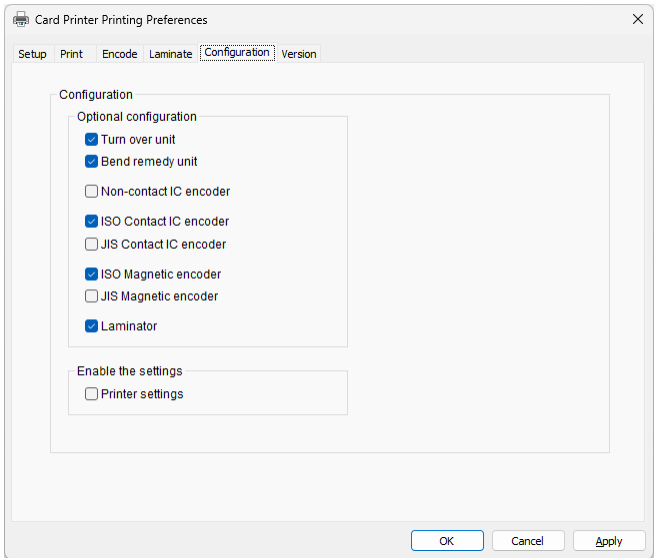 Card Printer Printing Preferences
Setup Print Encode Laminate Configuration Version
Configuration
Optional configuration
Turn over unit
Bend remedy unit
Non-contact IC encoder
ISO Contact IC encoder
JIS Contact IC encoder
ISO Magnetic encoder
JIS Magnetic encoder
Laminator
Enable the settings
Printer settings
OK Cancel Apply